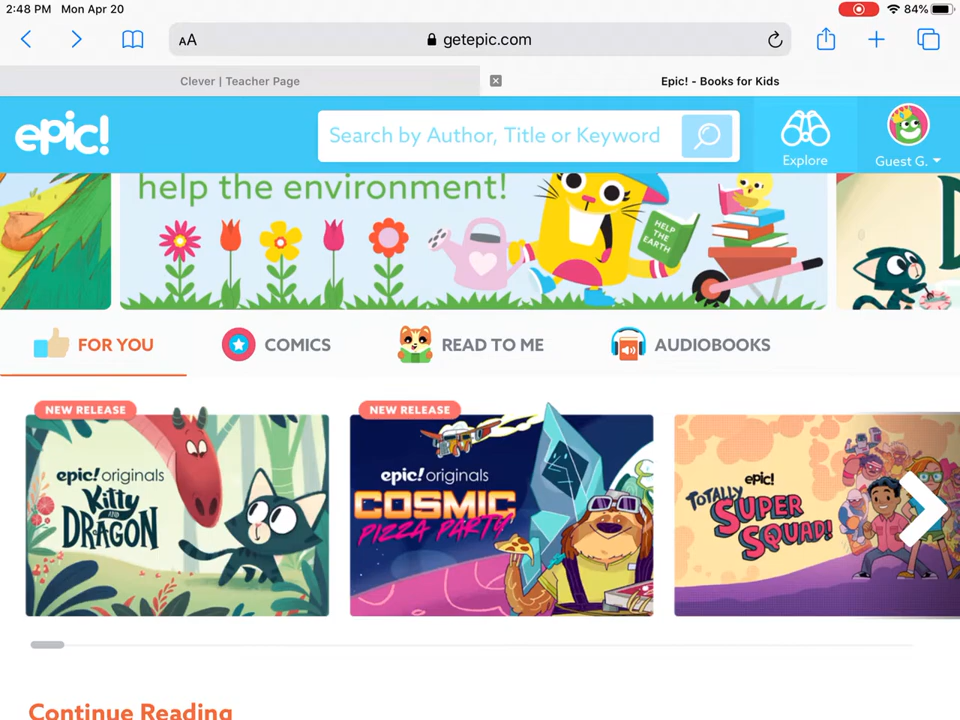 2:48 PM Mon Apr 20
84%
AA
getepic.com
Clever | Teacher Page
Epic! - Books for Kids
epic!
Search by Author, Title or Keyword
Explore
Guest G.
help the environment!
HELP
THE
EARTH
FOR YOU
COMICS
READ TO ME
AUDIOBOOKS
NEW RELEASE
epic! originals
Kitty
AND
DRAGON
NEW RELEASE
epic! originals
COSMIC
PIZZA PARTY
epic!
TOTALLY
SUPER
SQUAD!
Continue Reading